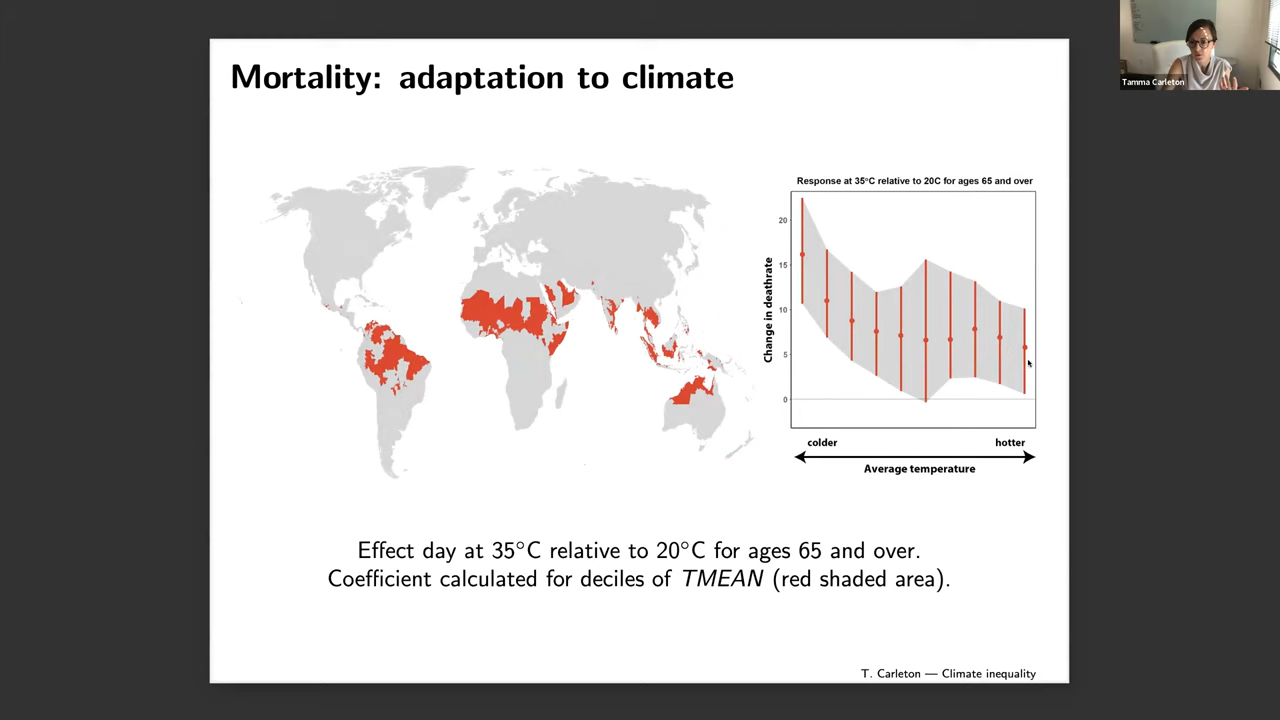 Mortality: adaptation to climate
Tamma Carleton
Response at 35°C relative to 20C for ages 65 and over
Change in deathrate
20
15
10
5
0
colder
hotter
Average temperature
Effect day at 35°C relative to 20°C for ages 65 and over.
Coefficient calculated for deciles of TMEAN (red shaded area).
T. Carleton — Climate inequality